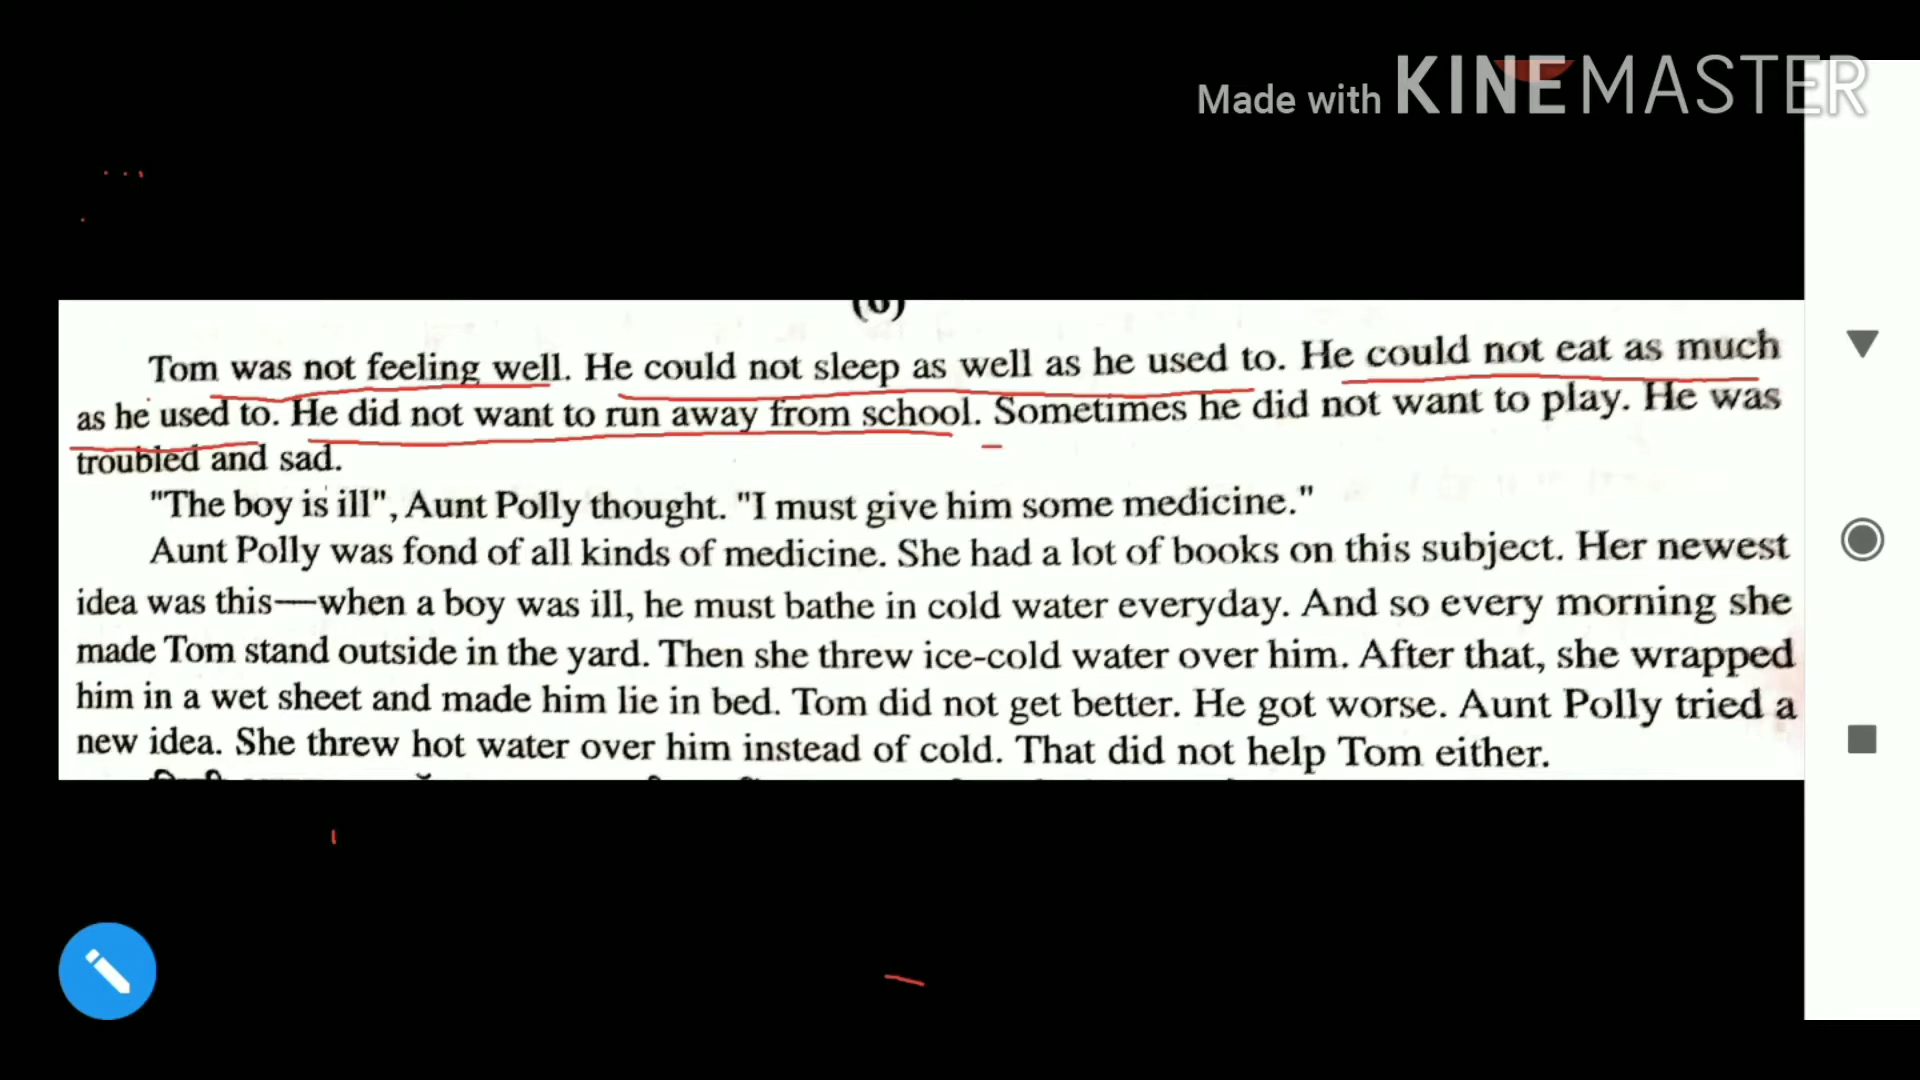 Made with KINEMASTER
(6)
Tom was not feeling well. He could not sleep as well as he used to. He could not eat as much
as he used to. He did not want to run away from school. Sometimes he did not want to play. He was
troubled and sad.
"The boy is ill", Aunt Polly thought. "I must give him some medicine."
Aunt Polly was fond of all kinds of medicine. She had a lot of books on this subject. Her newest
idea was this—when a boy was ill, he must bathe in cold water everyday. And so every morning she
made Tom stand outside in the yard. Then she threw ice-cold water over him. After that, she wrapped
him in a wet sheet and made him lie in bed. Tom did not get better. He got worse. Aunt Polly tried a
new idea. She threw hot water over him instead of cold. That did not help Tom either.